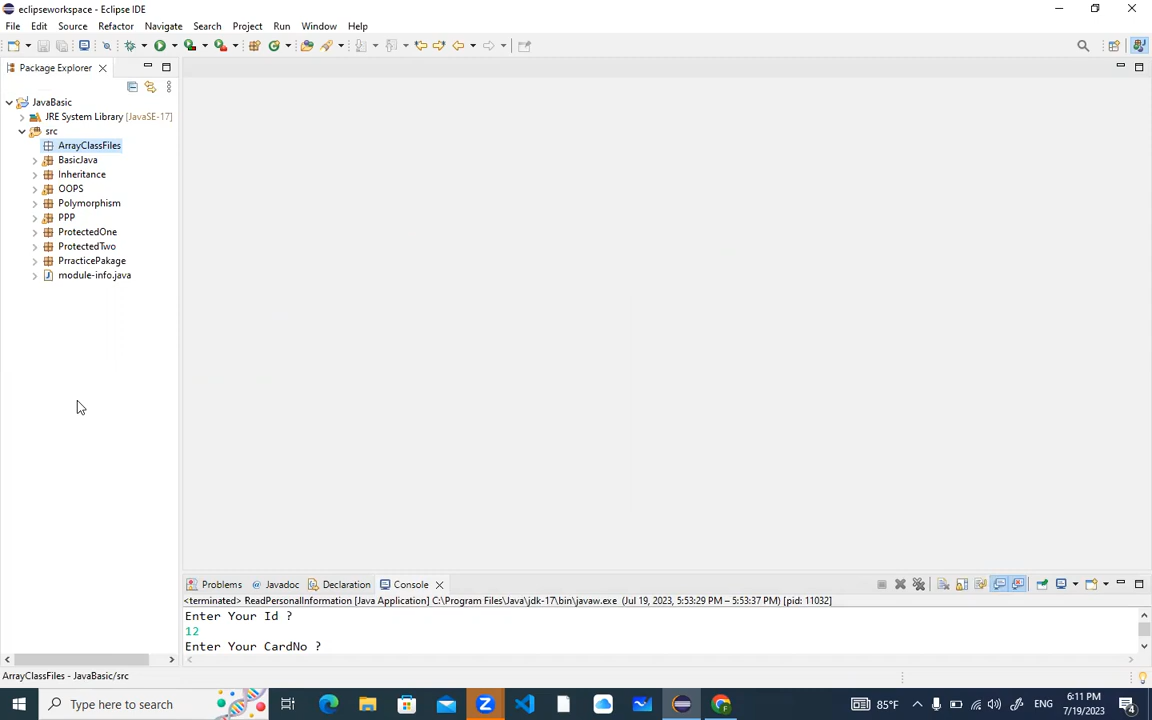 eclipseworkspace - Eclipse IDE
File Edit Source Refactor Navigate Search Project Run Window Help
Package Explorer
JavaBasic
JRE System Library [JavaSE-17]
src
ArrayClassFiles
BasicJava
Inheritance
OOPS
Polymorphism
PPP
ProtectedOne
ProtectedTwo
PrracticePakage
module-info.java
Problems Javadoc Declaration Console
<terminated> ReadPersonalInformation [Java Application] C:\Program Files\Java\jdk-17\bin\javaw.exe (Jul 19, 2023, 5:53:29 PM – 5:53:37 PM) [pid: 11032]
Enter Your Id ?
12
Enter Your CardNo ?
ArrayClassFiles - JavaBasic/src
Type here to search
85°F
ENG
6:11 PM
7/19/2023
4